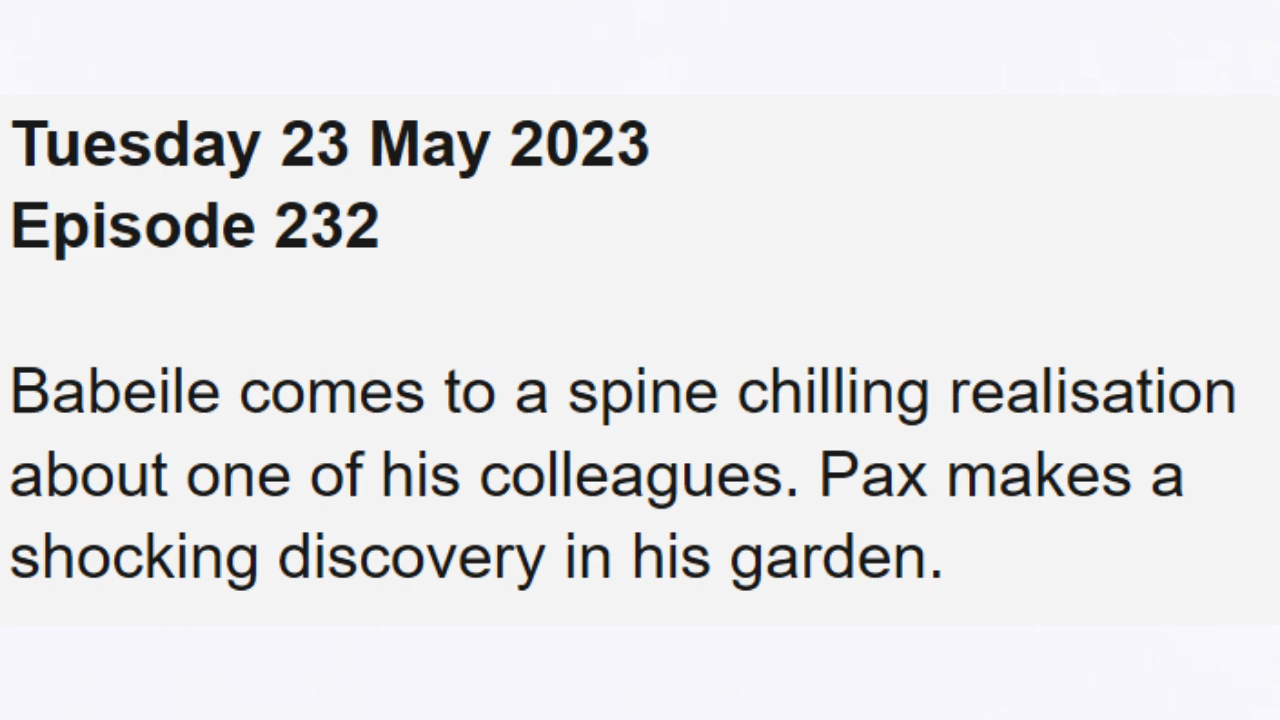 Tuesday 23 May 2023
Episode 232
Babeile comes to a spine chilling realisation
about one of his colleagues. Pax makes a
shocking discovery in his garden.